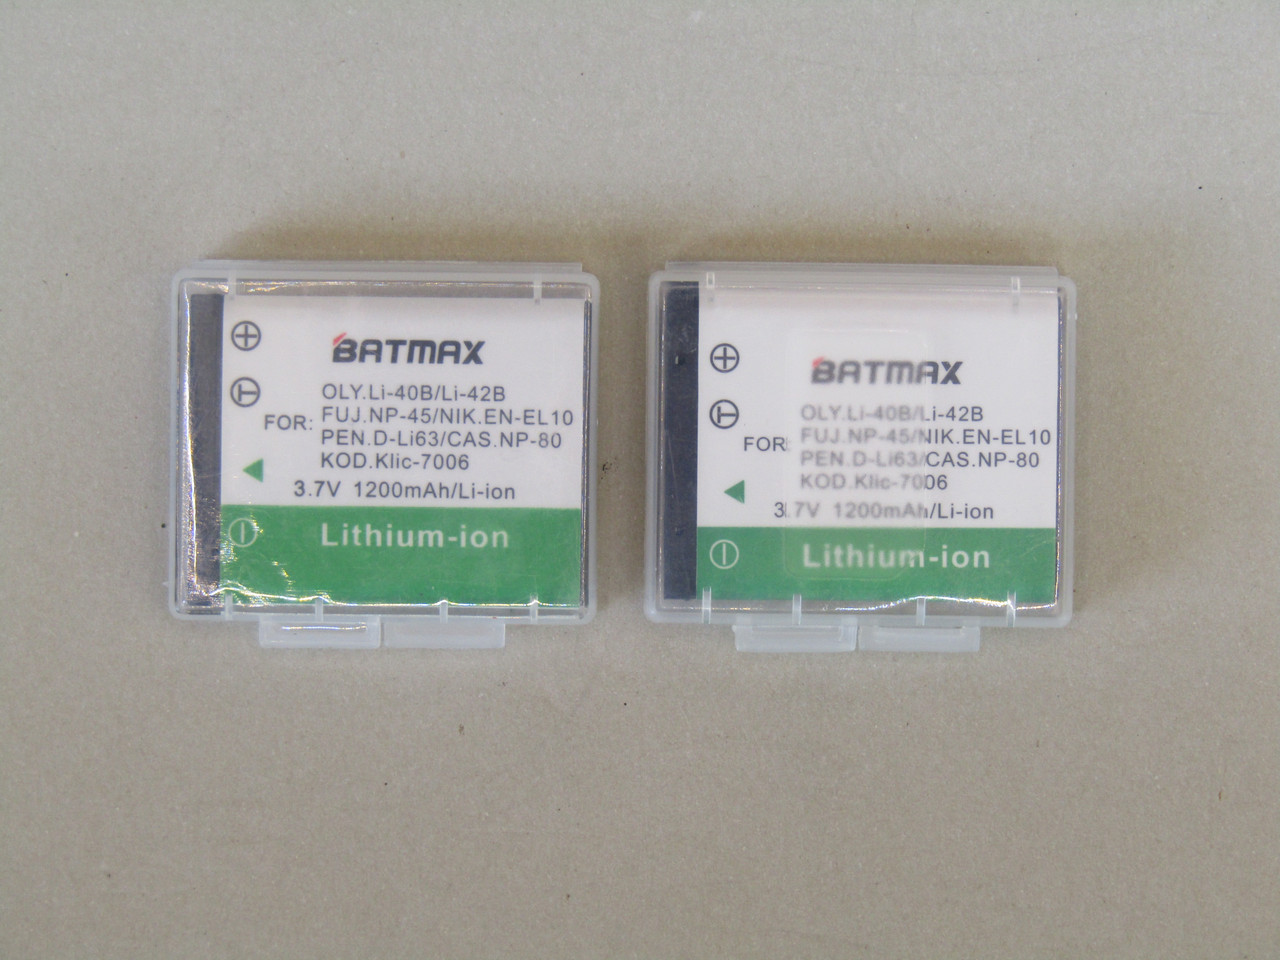 BATMAX
OLY.Li-40B/Li-42B
FOR: FUJ.NP-45/NIK.EN-EL10
PEN.D-Li63/CAS.NP-80
KOD.Klic-7006
3.7V 1200mAh/Li-ion
Lithium-ion
BATMAX
OLY.Li-40B/Li-42B
FUJ.NP-45/NIK.EN-EL10
FOR: PEN.D-Li63/CAS.NP-80
KOD.Klic-7006
3.7V 1200mAh/Li-ion
Lithium-ion